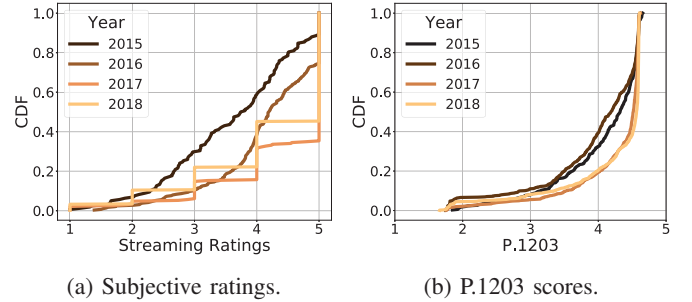 1.0
0.8
0.6
0.4
0.2
0.0
CDF
Year
2015
2016
2017
2018
1 2 3 4 5
Streaming Ratings
(a) Subjective ratings.
1.0
0.8
0.6
0.4
0.2
0.0
CDF
Year
2015
2016
2017
2018
1 2 3 4 5
P.1203
(b) P.1203 scores.